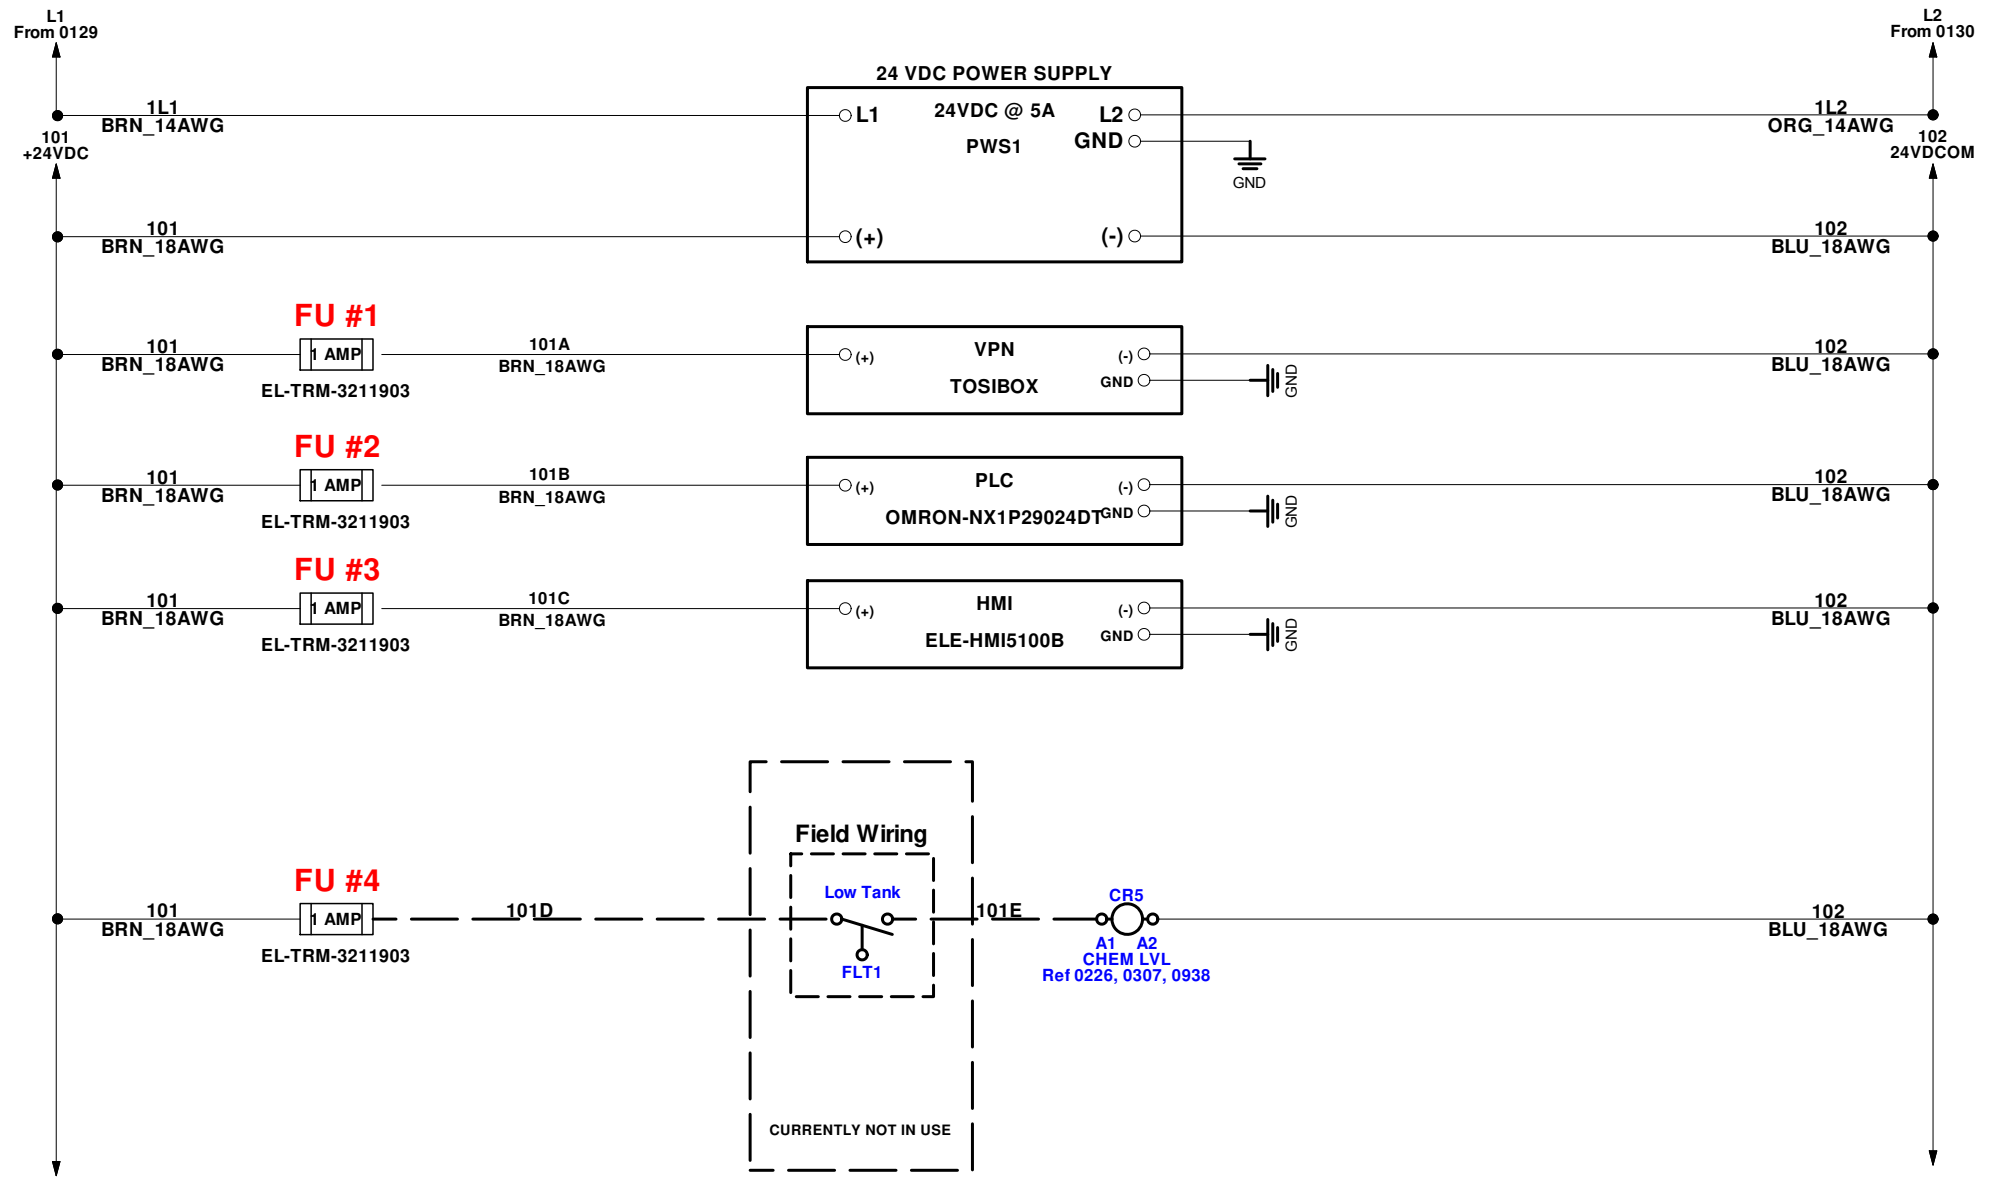 L1
From 0129
L2
From 0130
24 VDC POWER SUPPLY
1L1
BRN_14AWG
L1
24VDC @ 5A
L2
PWS1
GND
GND
1L2
ORG_14AWG
101
+24VDC
102
24VDCOM
101
BRN_18AWG
(+)
(-)
102
BLU_18AWG
FU #1
101
BRN_18AWG
1 AMP
EL-TRM-3211903
101A
BRN_18AWG
(+)
VPN
TOSIBOX
(-)
GND
GND
102
BLU_18AWG
FU #2
101
BRN_18AWG
1 AMP
EL-TRM-3211903
101B
BRN_18AWG
(+)
PLC
OMRON-NX1P29024DT
(-)
GND
GND
102
BLU_18AWG
FU #3
101
BRN_18AWG
1 AMP
EL-TRM-3211903
101C
BRN_18AWG
(+)
HMI
ELE-HMI5100B
(-)
GND
GND
102
BLU_18AWG
FU #4
101
BRN_18AWG
1 AMP
EL-TRM-3211903
101D
Field Wiring
Low Tank
FLT1
CURRENTLY NOT IN USE
101E
CR5
A1 A2
CHEM LVL
Ref 0226, 0307, 0938
102
BLU_18AWG